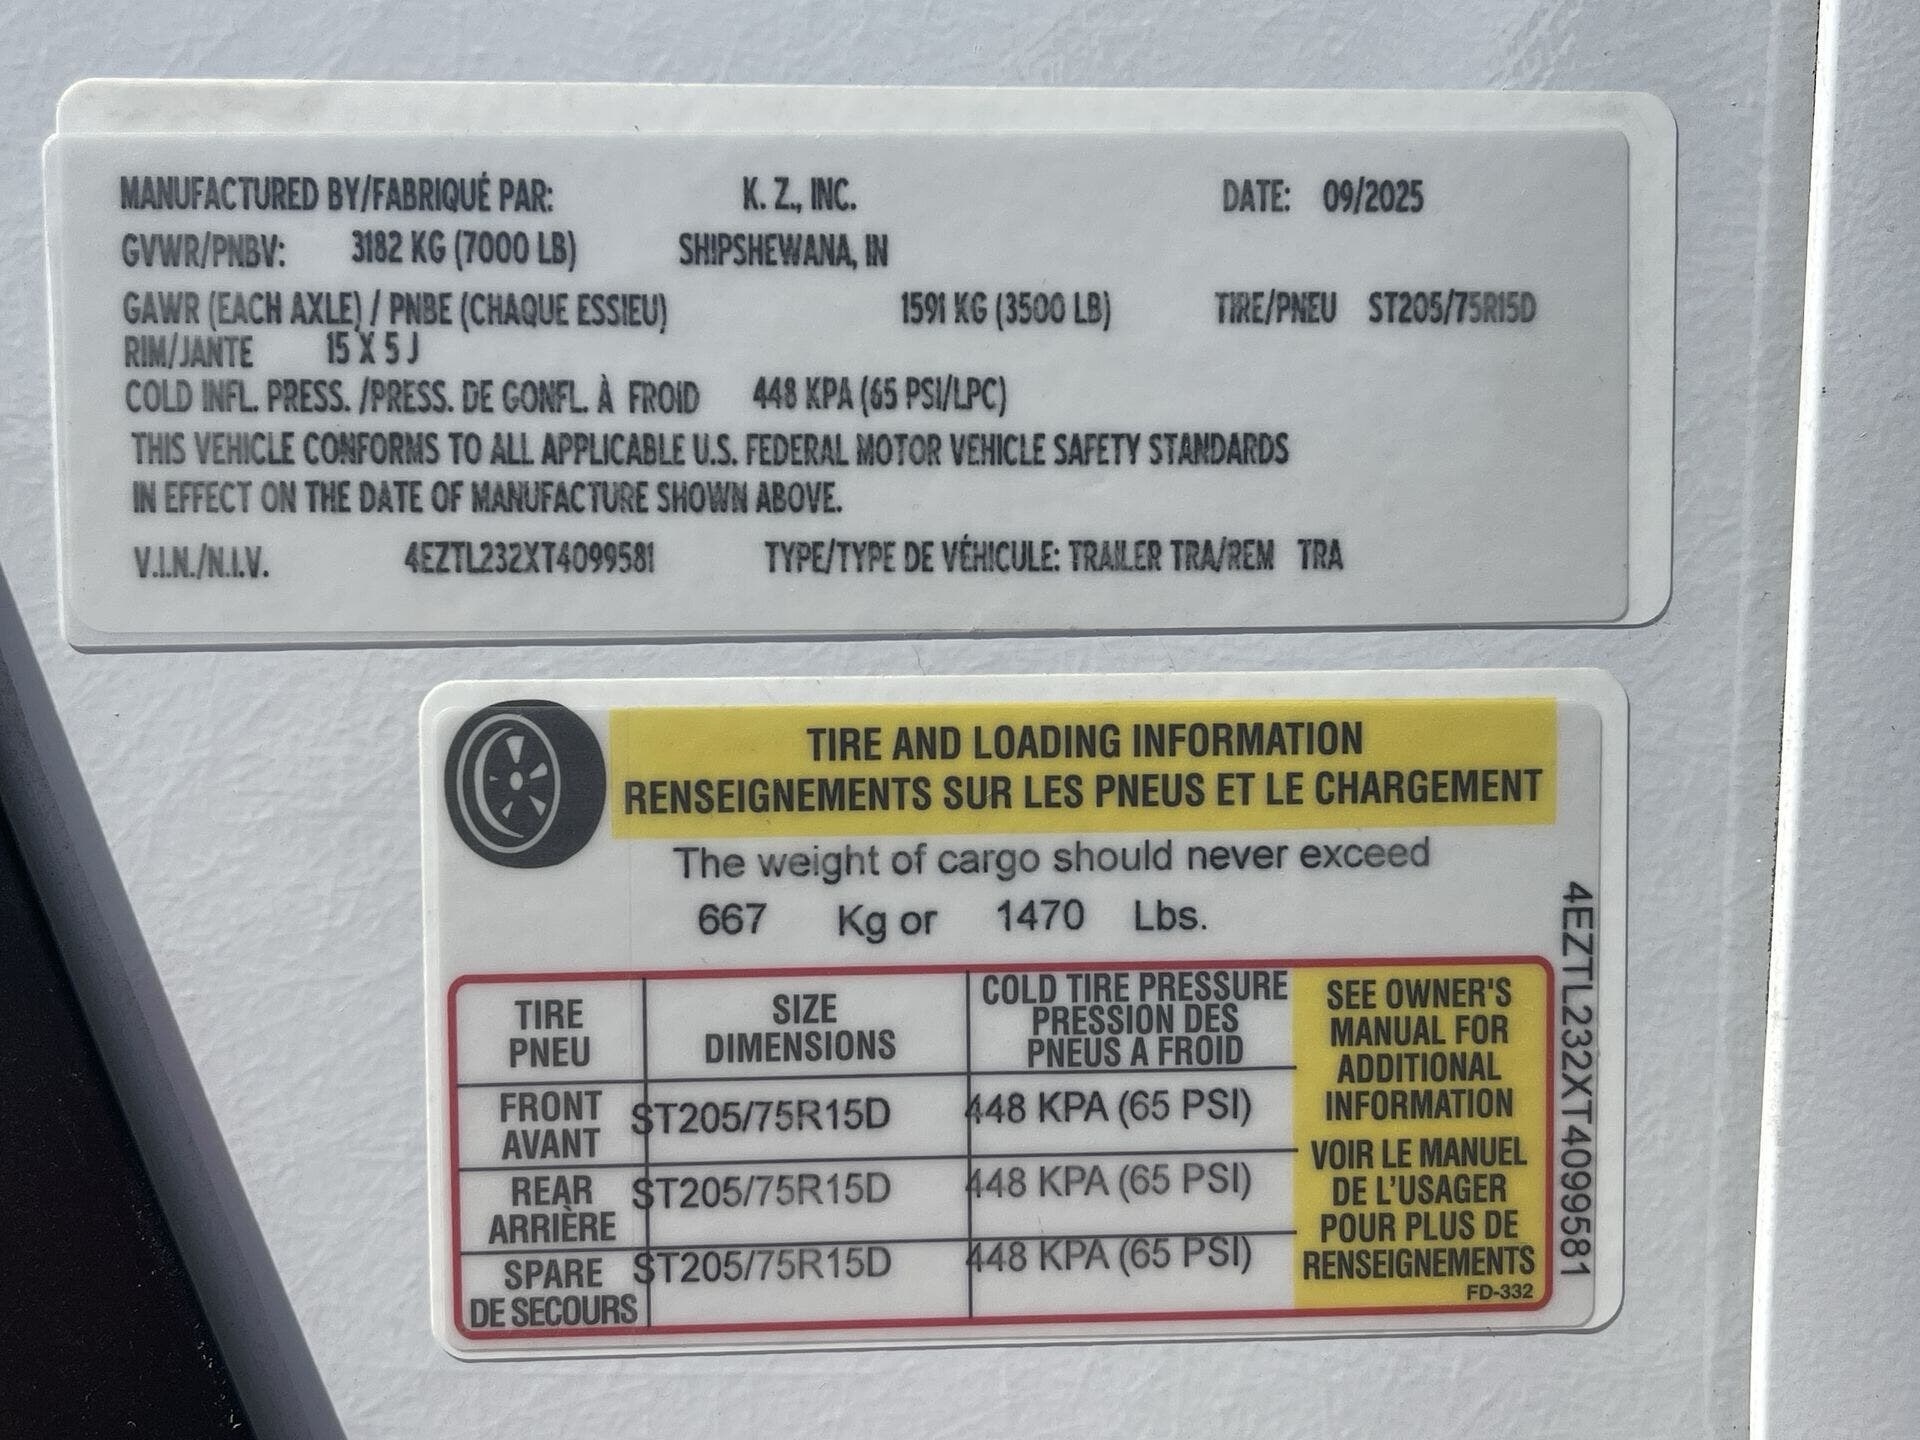 MANUFACTURED BY/FABRIQUÉ PAR: K. Z., INC. DATE: 09/2025
GVWR/PNBV: 3182 KG (7000 LB) SHIPSHEWANA, IN
GAWR (EACH AXLE) / PNBE (CHAQUE ESSIEU) 1591 KG (3500 LB) TIRE/PNEU ST205/75R15D
RIM/JANTE 15 X 5 J
COLD INFL. PRESS. /PRESS. DE GONFL. À FROID 448 KPA (65 PSI/LPC)
THIS VEHICLE CONFORMS TO ALL APPLICABLE U.S. FEDERAL MOTOR VEHICLE SAFETY STANDARDS
IN EFFECT ON THE DATE OF MANUFACTURE SHOWN ABOVE.
V.I.N./N.I.V. 4EZTL232XT4099581 TYPE/TYPE DE VÉHICULE: TRAILER TRA/REM TRA
TIRE AND LOADING INFORMATION
RENSEIGNEMENTS SUR LES PNEUS ET LE CHARGEMENT
The weight of cargo should never exceed
667 Kg or 1470 Lbs.
TIRE
PNEU
SIZE
DIMENSIONS
COLD TIRE PRESSURE
PRESSION DES
PNEUS A FROID
FRONT
AVANT
ST205/75R15D
448 KPA (65 PSI)
REAR
ARRIÈRE
ST205/75R15D
448 KPA (65 PSI)
SPARE
DE SECOURS
ST205/75R15D
448 KPA (65 PSI)
SEE OWNER'S
MANUAL FOR
ADDITIONAL
INFORMATION
VOIR LE MANUEL
DE L'USAGER
POUR PLUS DE
RENSEIGNEMENTS
FD-332
4EZTL232XT4099581